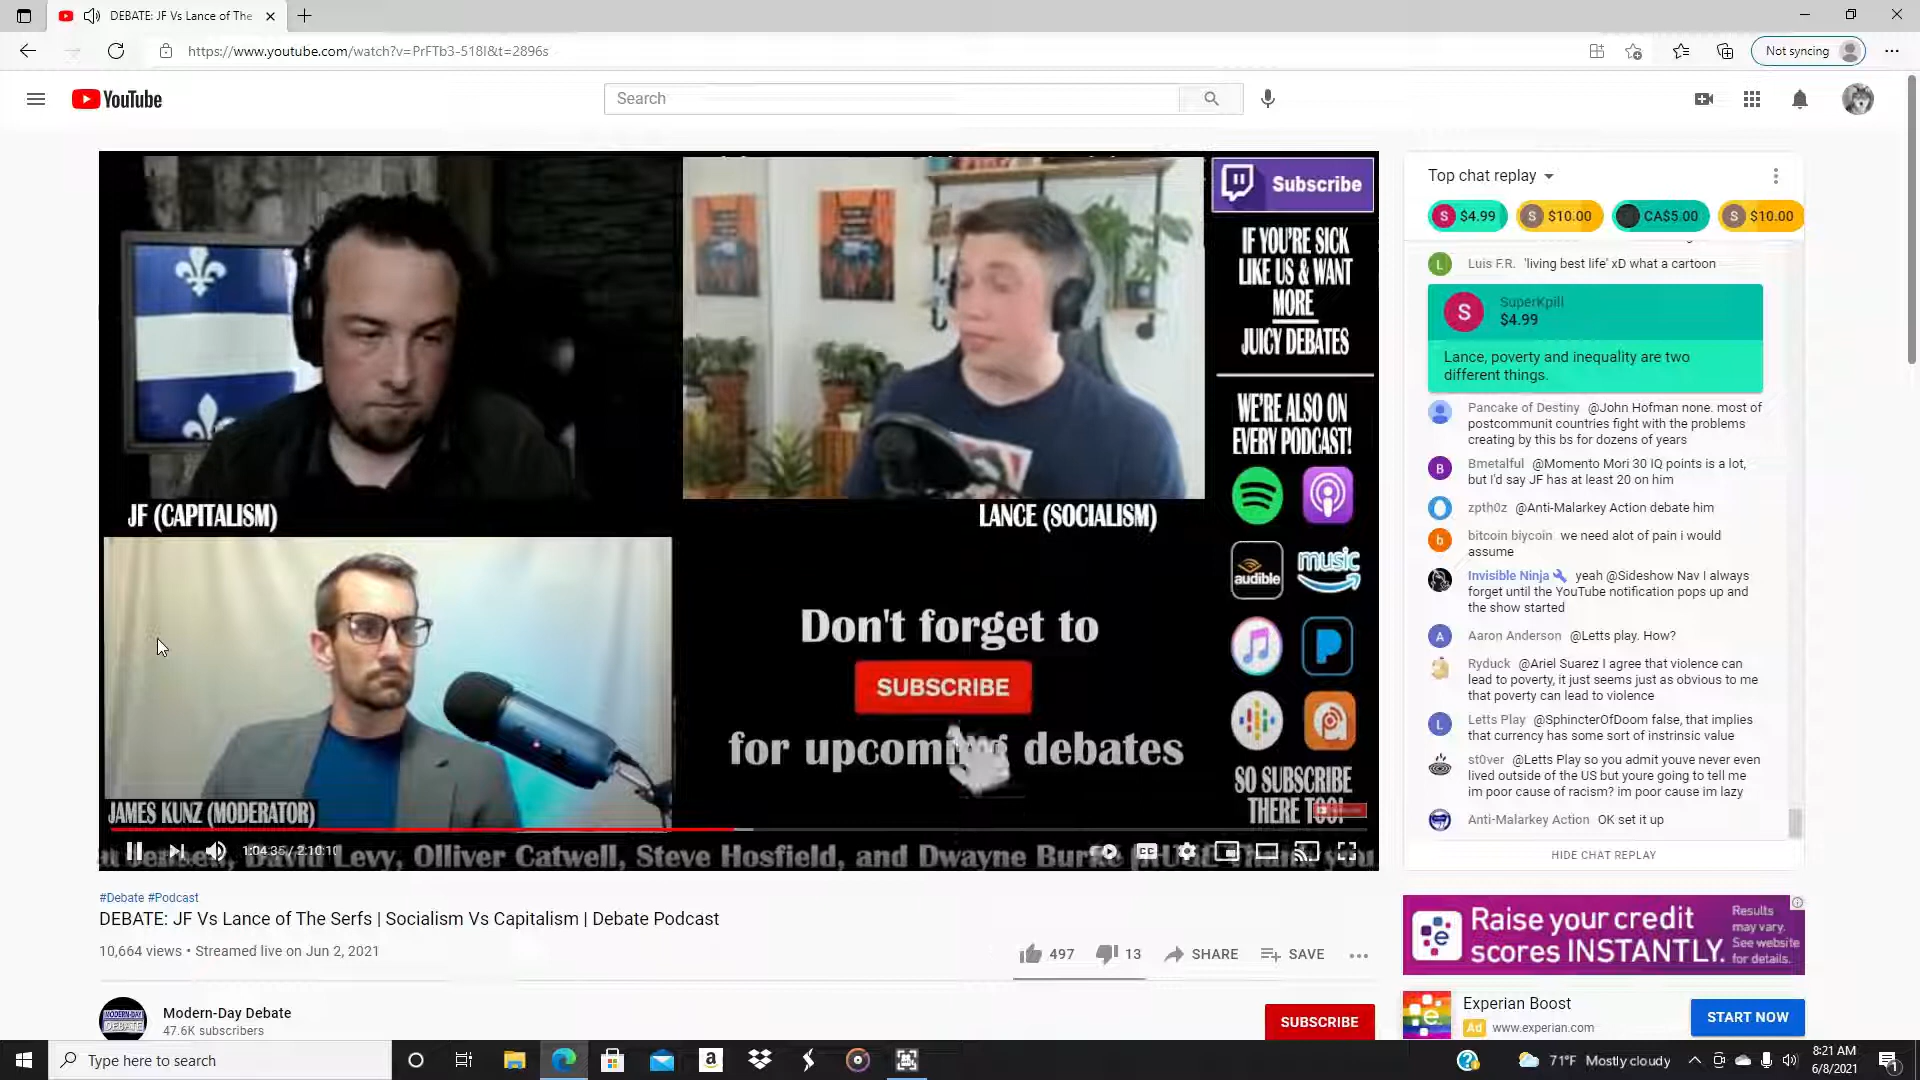 DEBATE: JF Vs Lance of The
https://www.youtube.com/watch?v=PrFTb3-518I&t=2896s
Not syncing
YouTube
Search
Subscribe
IF YOU'RE SICK
LIKE US & WANT
MORE
JUICY DEBATES
WE'RE ALSO ON
EVERY PODCAST!
audible
music
SO SUBSCRIBE
THERE TOO!
JF (CAPITALISM)
LANCE (SOCIALISM)
JAMES KUNZ (MODERATOR)
Don't forget to
SUBSCRIBE
for upcoming debates
1:04:35 / 2:10:10
Levy, Olliver Catwell, Steve Hosfield, and Dwayne Burke
CC
#Debate #Podcast
DEBATE: JF Vs Lance of The Serfs | Socialism Vs Capitalism | Debate Podcast
10,664 views • Streamed live on Jun 2, 2021
497
13
SHARE
SAVE
MODERN-DAY
DEBATE
Modern-Day Debate
47.6K subscribers
SUBSCRIBE
Top chat replay
S $4.99
S $10.00
CA$5.00
S $10.00
L Luis F.R. 'living best life' xD what a cartoon
S SuperKpill
$4.99
Lance, poverty and inequality are two
different things.
Pancake of Destiny @John Hofman none. most of
postcommunit countries fight with the problems
creating by this bs for dozens of years
B Bmetalful @Momento Mori 30 IQ points is a lot,
but I'd say JF has at least 20 on him
zpth0z @Anti-Malarkey Action debate him
b bitcoin biycoin we need alot of pain i would
assume
Invisible Ninja yeah @Sideshow Nav I always
forget until the YouTube notification pops up and
the show started
A Aaron Anderson @Letts play. How?
Ryduck @Ariel Suarez I agree that violence can
lead to poverty, it just seems just as obvious to me
that poverty can lead to violence
L Letts Play @SphincterOfDoom false, that implies
that currency has some sort of instrinsic value
st0ver @Letts Play so you admit youve never even
lived outside of the US but youre going to tell me
im poor cause of racism? im poor cause im lazy
Anti-Malarkey Action OK set it up
HIDE CHAT REPLAY
Raise your credit
scores INSTANTLY.
Results
may vary.
See website
for details.
Experian Boost
Ad www.experian.com
START NOW
Type here to search
71°F Mostly cloudy
8:21 AM
6/8/2021
1